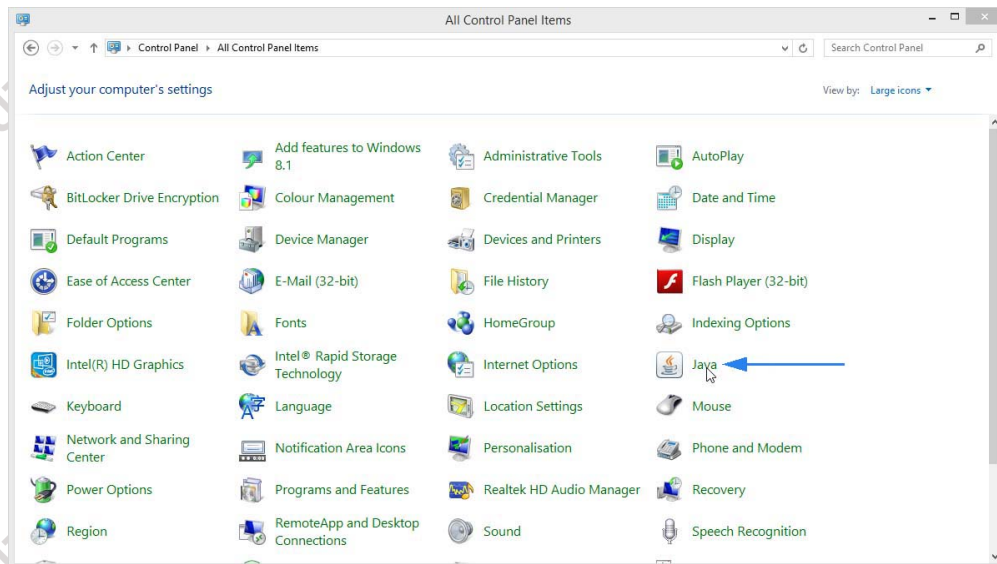 All Control Panel Items
Control Panel All Control Panel Items
Search Control Panel
Adjust your computer's settings
View by: Large icons
Action Center
Add features to Windows
8.1
Administrative Tools
AutoPlay
BitLocker Drive Encryption
Colour Management
Credential Manager
Date and Time
Default Programs
Device Manager
Devices and Printers
Display
Ease of Access Center
E-Mail (32-bit)
File History
Flash Player (32-bit)
Folder Options
Fonts
HomeGroup
Indexing Options
Intel(R) HD Graphics
Intel® Rapid Storage
Technology
Internet Options
Java
Keyboard
Language
Location Settings
Mouse
Network and Sharing
Center
Notification Area Icons
Personalisation
Phone and Modem
Power Options
Programs and Features
Realtek HD Audio Manager
Recovery
Region
RemoteApp and Desktop
Connections
Sound
Speech Recognition